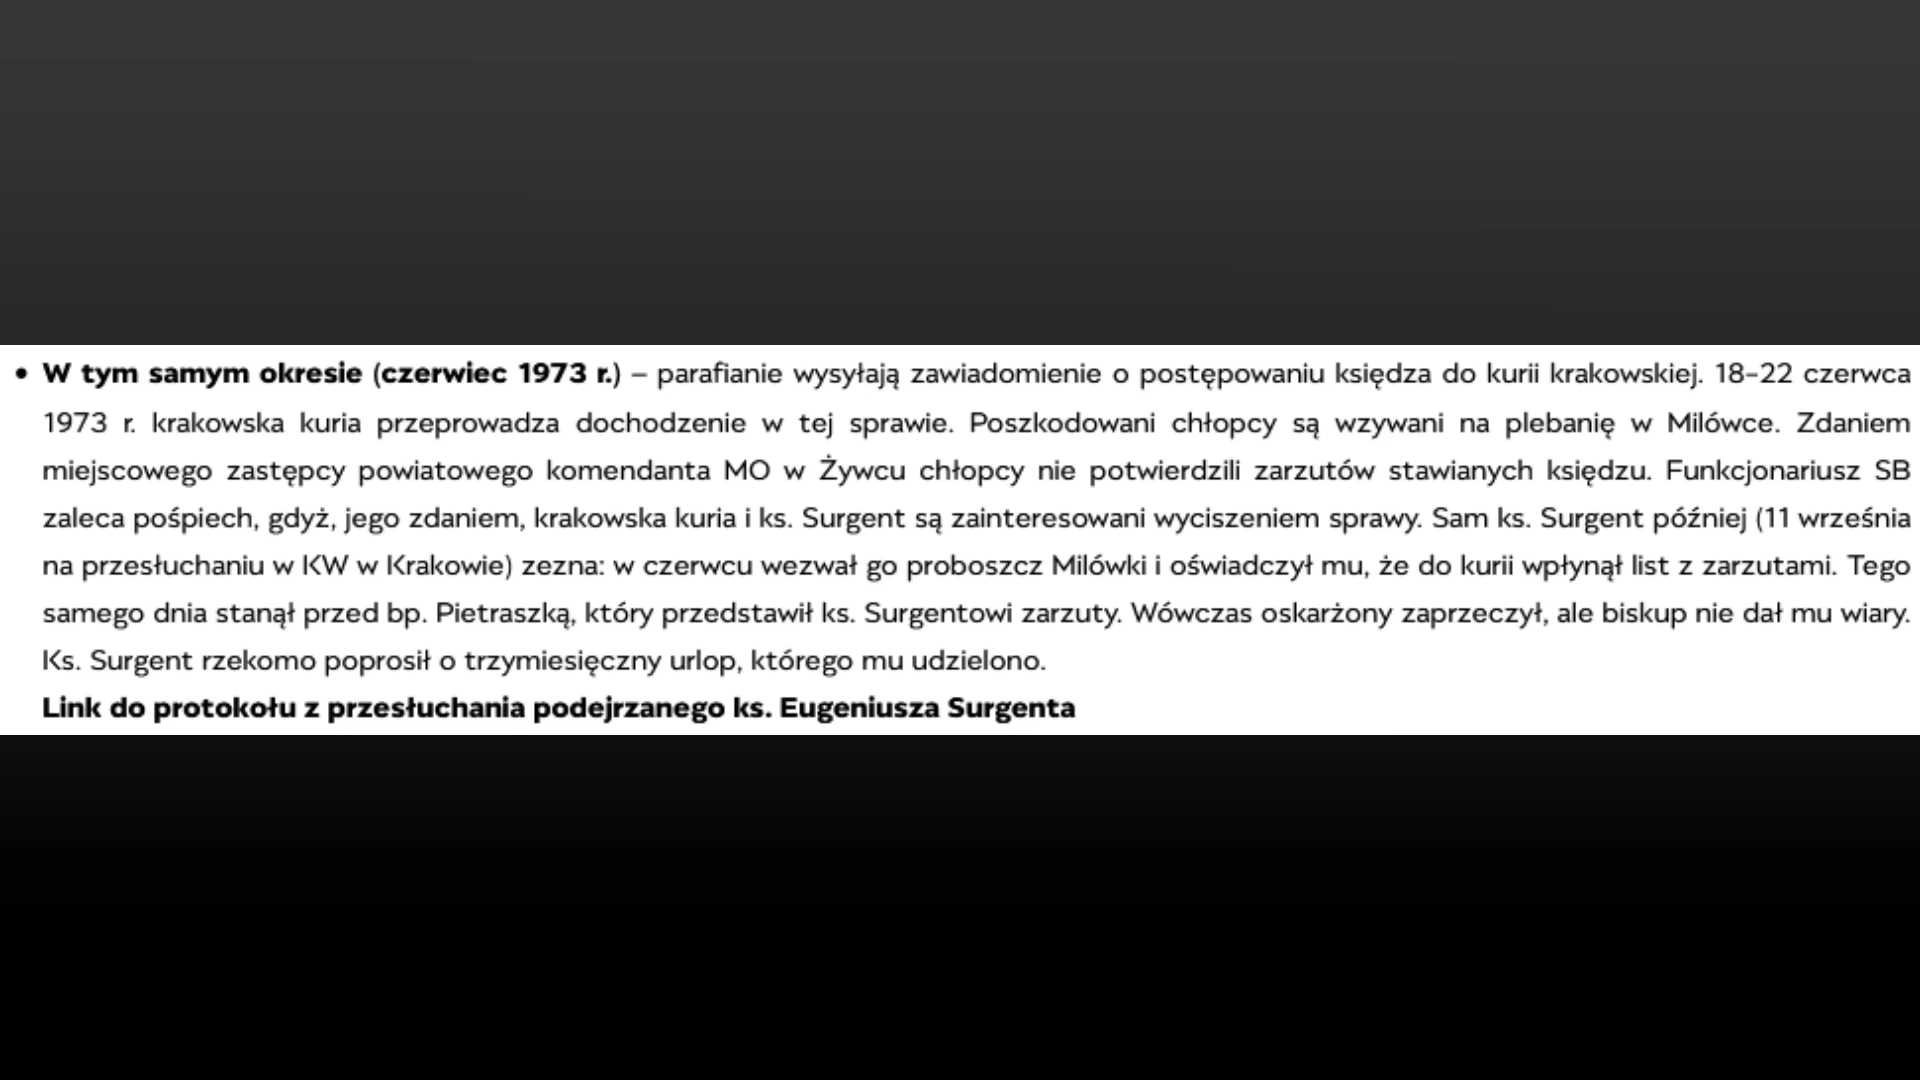 • W tym samym okresie (czerwiec 1973 r.) – parafianie wysyłają zawiadomienie o postępowaniu księdza do kurii krakowskiej. 18–22 czerwca
1973 r. krakowska kuria przeprowadza dochodzenie w tej sprawie. Poszkodowani chłopcy są wzywani na plebanię w Milówce. Zdaniem
miejscowego zastępcy powiatowego komendanta MO w Żywcu chłopcy nie potwierdzili zarzutów stawianych księdzu. Funkcjonariusz SB
zaleca pośpiech, gdyż, jego zdaniem, krakowska kuria i ks. Surgent są zainteresowani wyciszeniem sprawy. Sam ks. Surgent później (11 września
na przesłuchaniu w KW w Krakowie) zezna: w czerwcu wezwał go proboszcz Milówki i oświadczył mu, że do kurii wpłynął list z zarzutami. Tego
samego dnia stanął przed bp. Pietraszką, który przedstawił ks. Surgentowi zarzuty. Wówczas oskarżony zaprzeczył, ale biskup nie dał mu wiary.
Ks. Surgent rzekomo poprosił o trzymiesięczny urlop, którego mu udzielono.
Link do protokołu z przesłuchania podejrzanego ks. Eugeniusza Surgenta